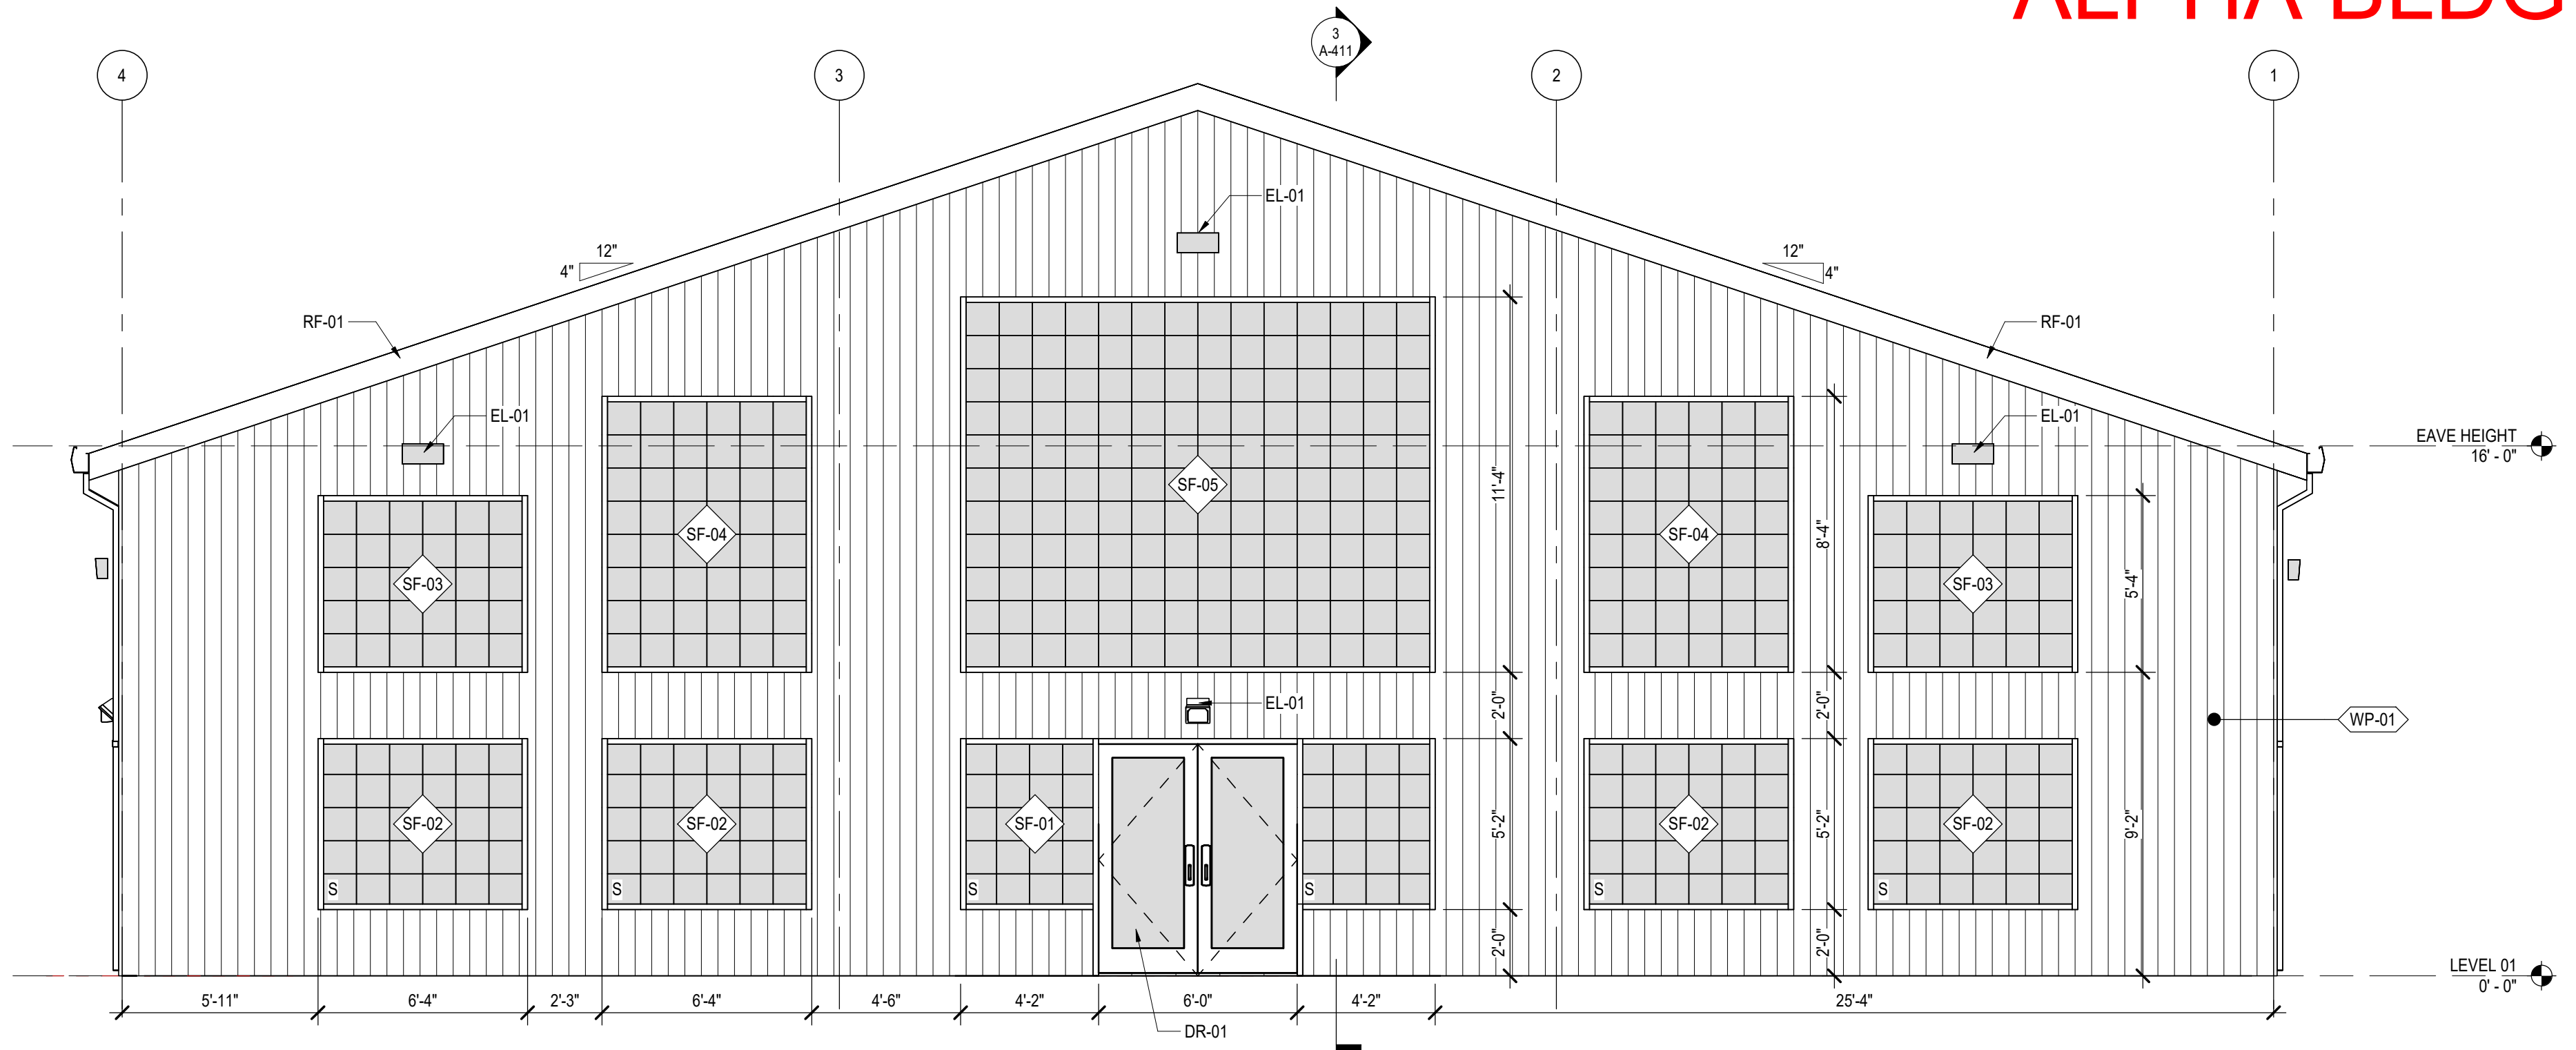 ALPHA BLDG
3
A-411
4
3
2
1
EL-01
12"
4"
12"
4"
RF-01
RF-01
EL-01
EL-01
EAVE HEIGHT
16' - 0"
SF-05
11'-4"
SF-04
SF-04
8'-4"
SF-03
SF-03
5'-4"
EL-01
2'-0"
2'-0"
WP-01
SF-02
SF-02
SF-01
5'-2"
SF-02
5'-2"
SF-02
9'-2"
S
S
S
S
S
S
2'-0"
2'-0"
LEVEL 01
0' - 0"
5'-11"
6'-4"
2'-3"
6'-4"
4'-6"
4'-2"
6'-0"
4'-2"
25'-4"
DR-01